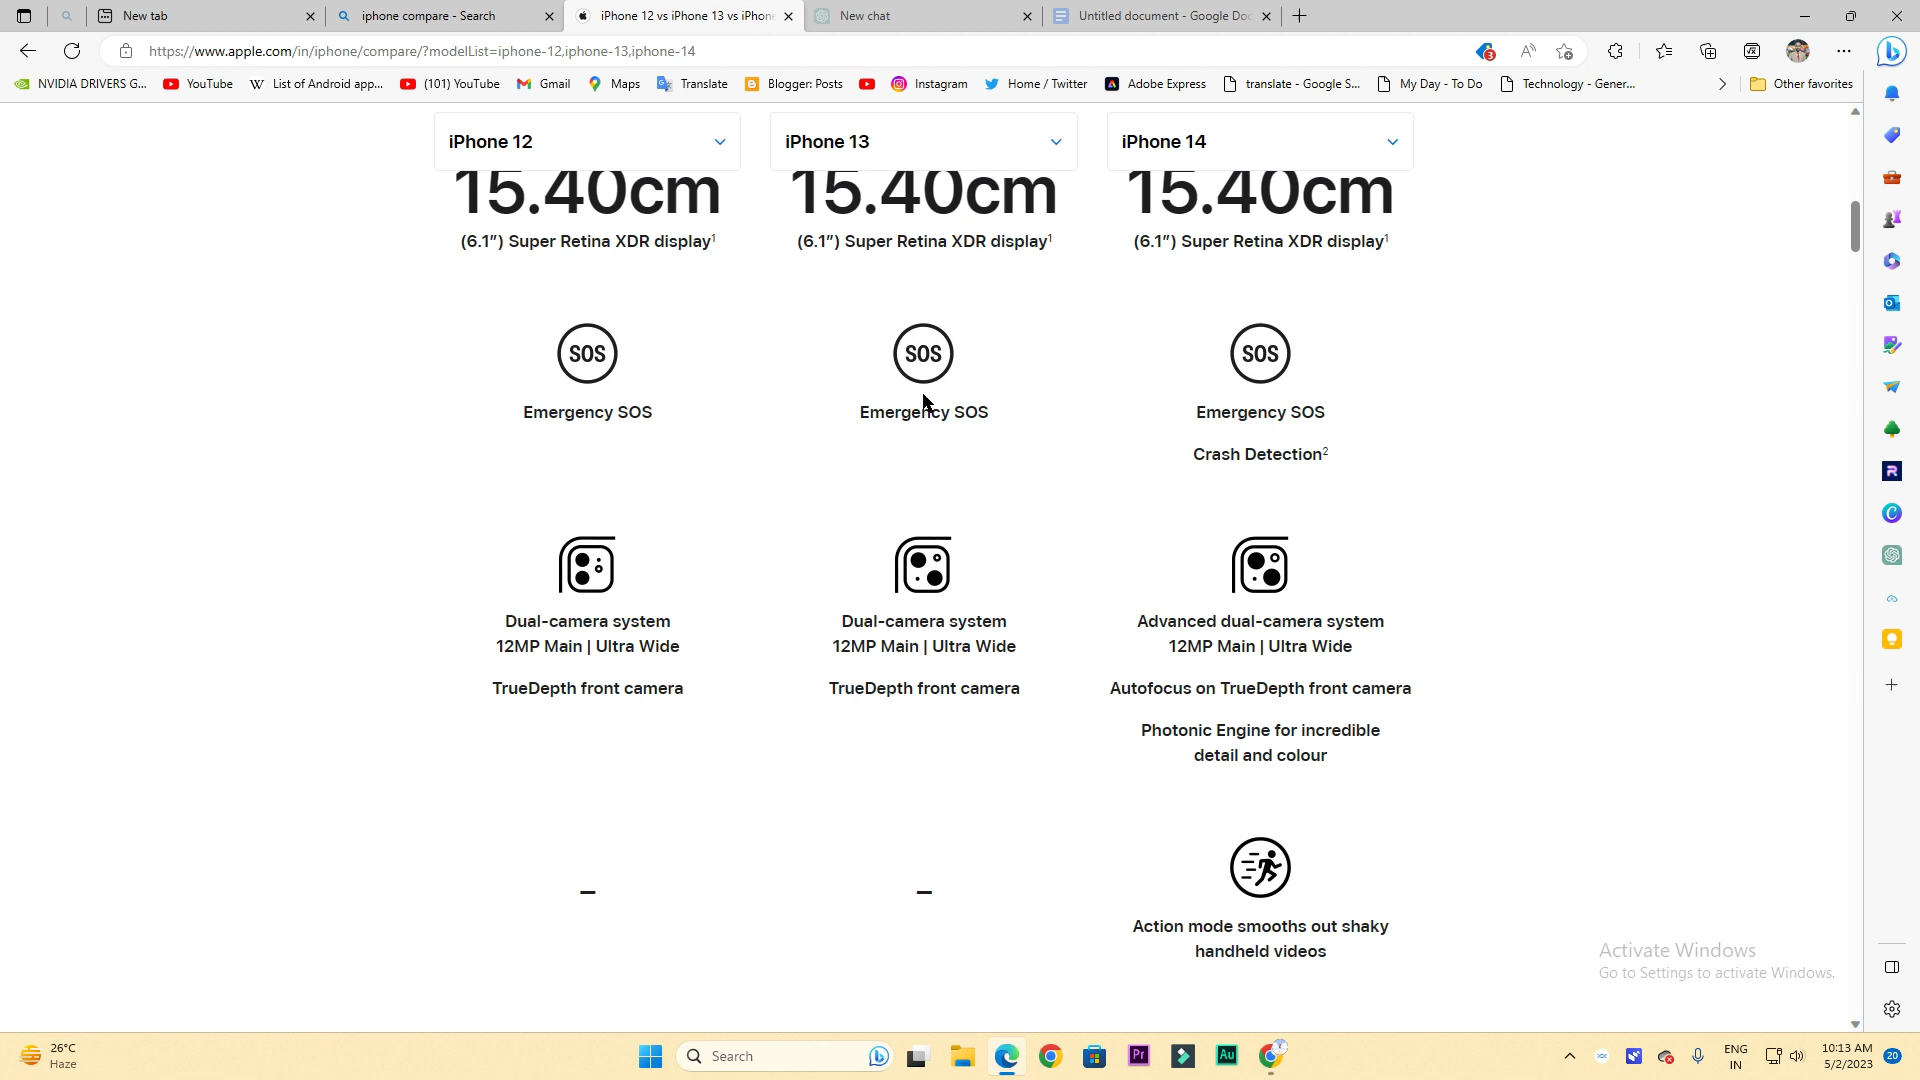 New tab
iphone compare - Search
iPhone 12 vs iPhone 13 vs iPhone
New chat
Untitled document - Google Doc
https://www.apple.com/in/iphone/compare/?modelList=iphone-12,iphone-13,iphone-14
3
NVIDIA DRIVERS G...
YouTube
List of Android app...
(101) YouTube
Gmail
Maps
Translate
Blogger: Posts
Instagram
Home / Twitter
Adobe Express
translate - Google S...
My Day - To Do
Technology - Gener...
Other favorites
iPhone 12
iPhone 13
iPhone 14
15.40cm
15.40cm
15.40cm
(6.1″) Super Retina XDR display¹
(6.1″) Super Retina XDR display¹
(6.1″) Super Retina XDR display¹
SOS
SOS
SOS
Emergency SOS
Emergency SOS
Emergency SOS
Crash Detection²
Dual-camera system
12MP Main | Ultra Wide
Dual-camera system
12MP Main | Ultra Wide
Advanced dual-camera system
12MP Main | Ultra Wide
TrueDepth front camera
TrueDepth front camera
Autofocus on TrueDepth front camera
Photonic Engine for incredible
detail and colour
–
–
Action mode smooths out shaky
handheld videos
Activate Windows
Go to Settings to activate Windows.
26°C
Haze
Search
Pr
Au
ENG
IN
10:13 AM
5/2/2023
20